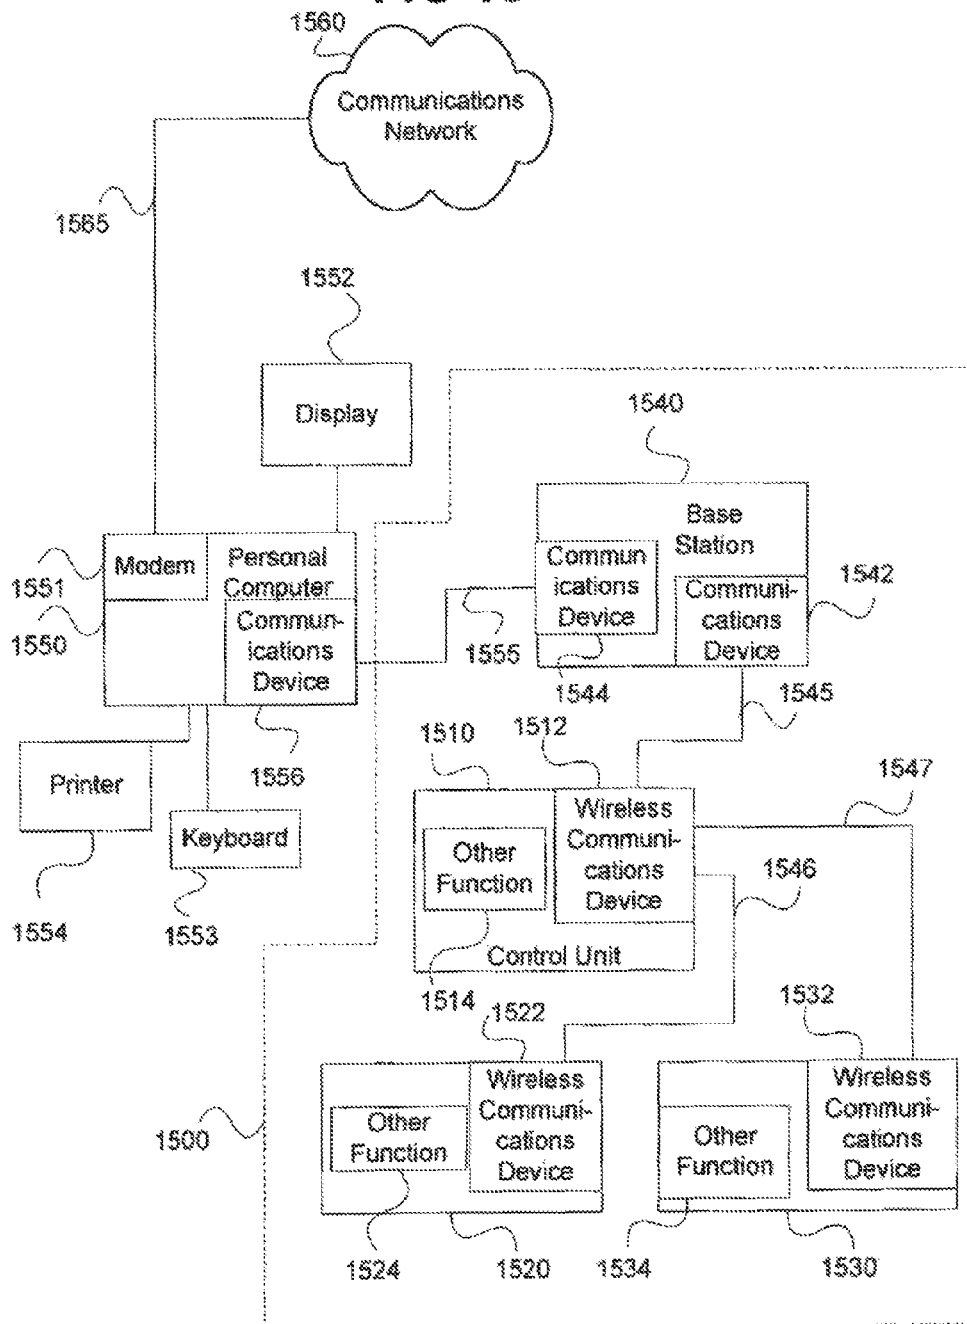 1560
Communications
Network
1565
1552
Display
1540
Base
Station
Commun
ications
Device
Communi-
cations
Device
1542
Modem
Personal
Computer
Commun-
ications
Device
1551
1550
1555
1544
1545
1556
Printer
Keyboard
1554
1553
1510
1512
1547
Wireless
Communi-
cations
Device
Other
Function
1546
Control Unit
1514
1522
1532
Wireless
Communi-
cations
Device
Other
Function
Wireless
Communi-
cations
Device
Other
Function
1500
1524
1520
1534
1530